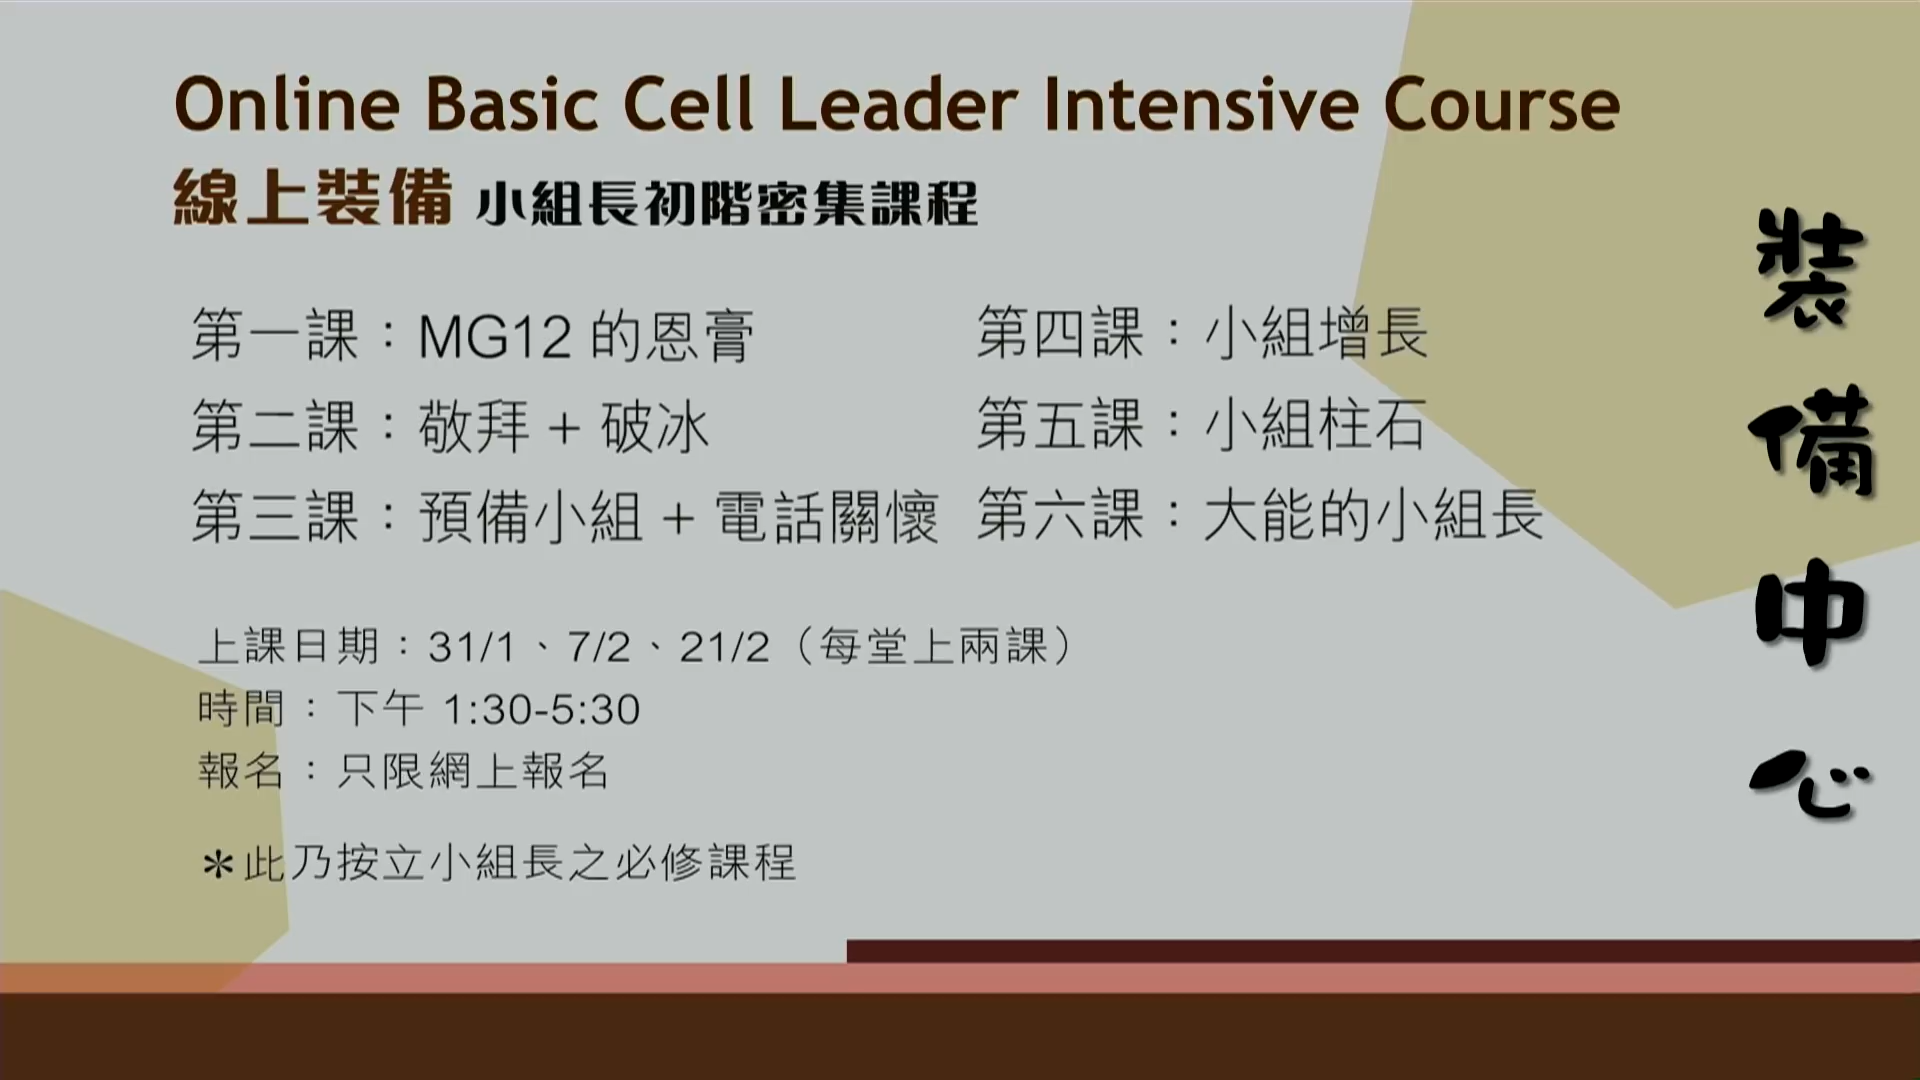 Online Basic Cell Leader Intensive Course
線上裝備 小組長初階密集課程
第一課：MG12 的恩膏
第二課：敬拜 + 破冰
第三課：預備小組 + 電話關懷
第四課：小組增長
第五課：小組柱石
第六課：大能的小組長
上課日期：31/1、7/2、21/2（每堂上兩課）
時間：下午 1:30-5:30
報名：只限網上報名
＊此乃按立小組長之必修課程
裝備中心